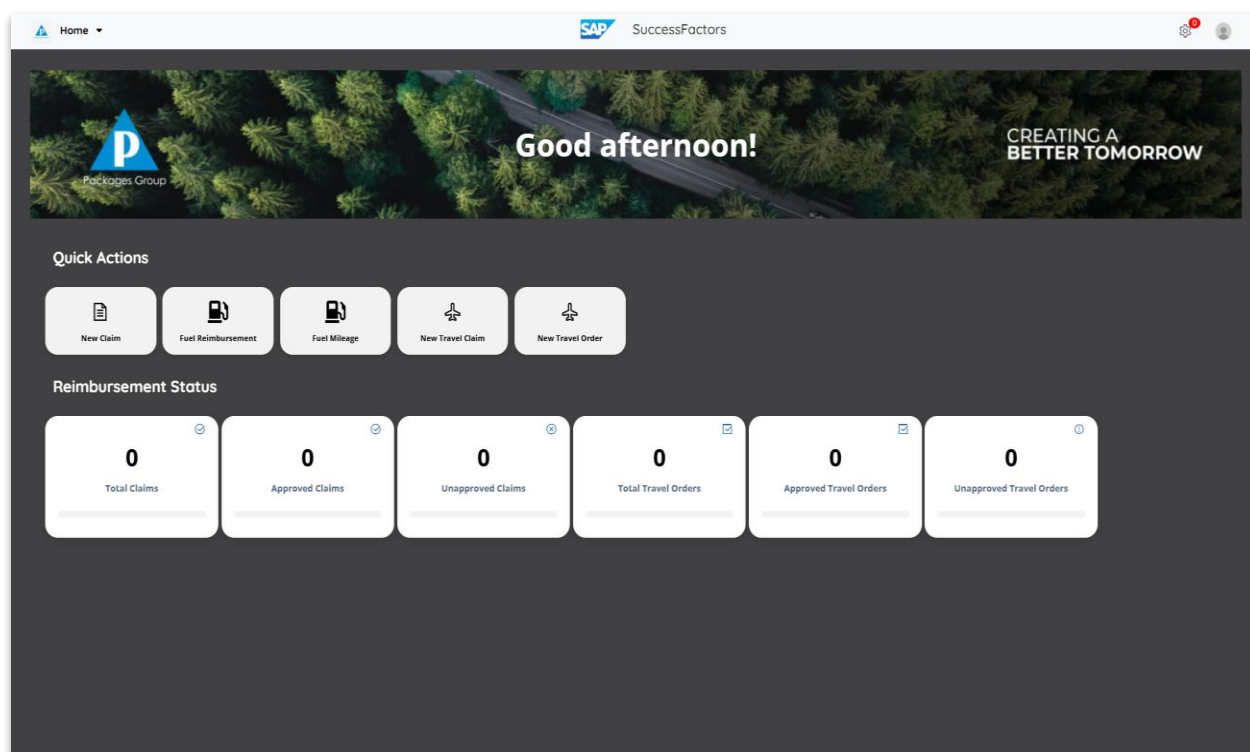 Home
SAP SuccessFactors
0
P
Packages Group
Good afternoon!
CREATING A
BETTER TOMORROW
Quick Actions
New Claim
Fuel Reimbursement
Fuel Mileage
New Travel Claim
New Travel Order
Reimbursement Status
0
Total Claims
0
Approved Claims
0
Unapproved Claims
0
Total Travel Orders
0
Approved Travel Orders
0
Unapproved Travel Orders